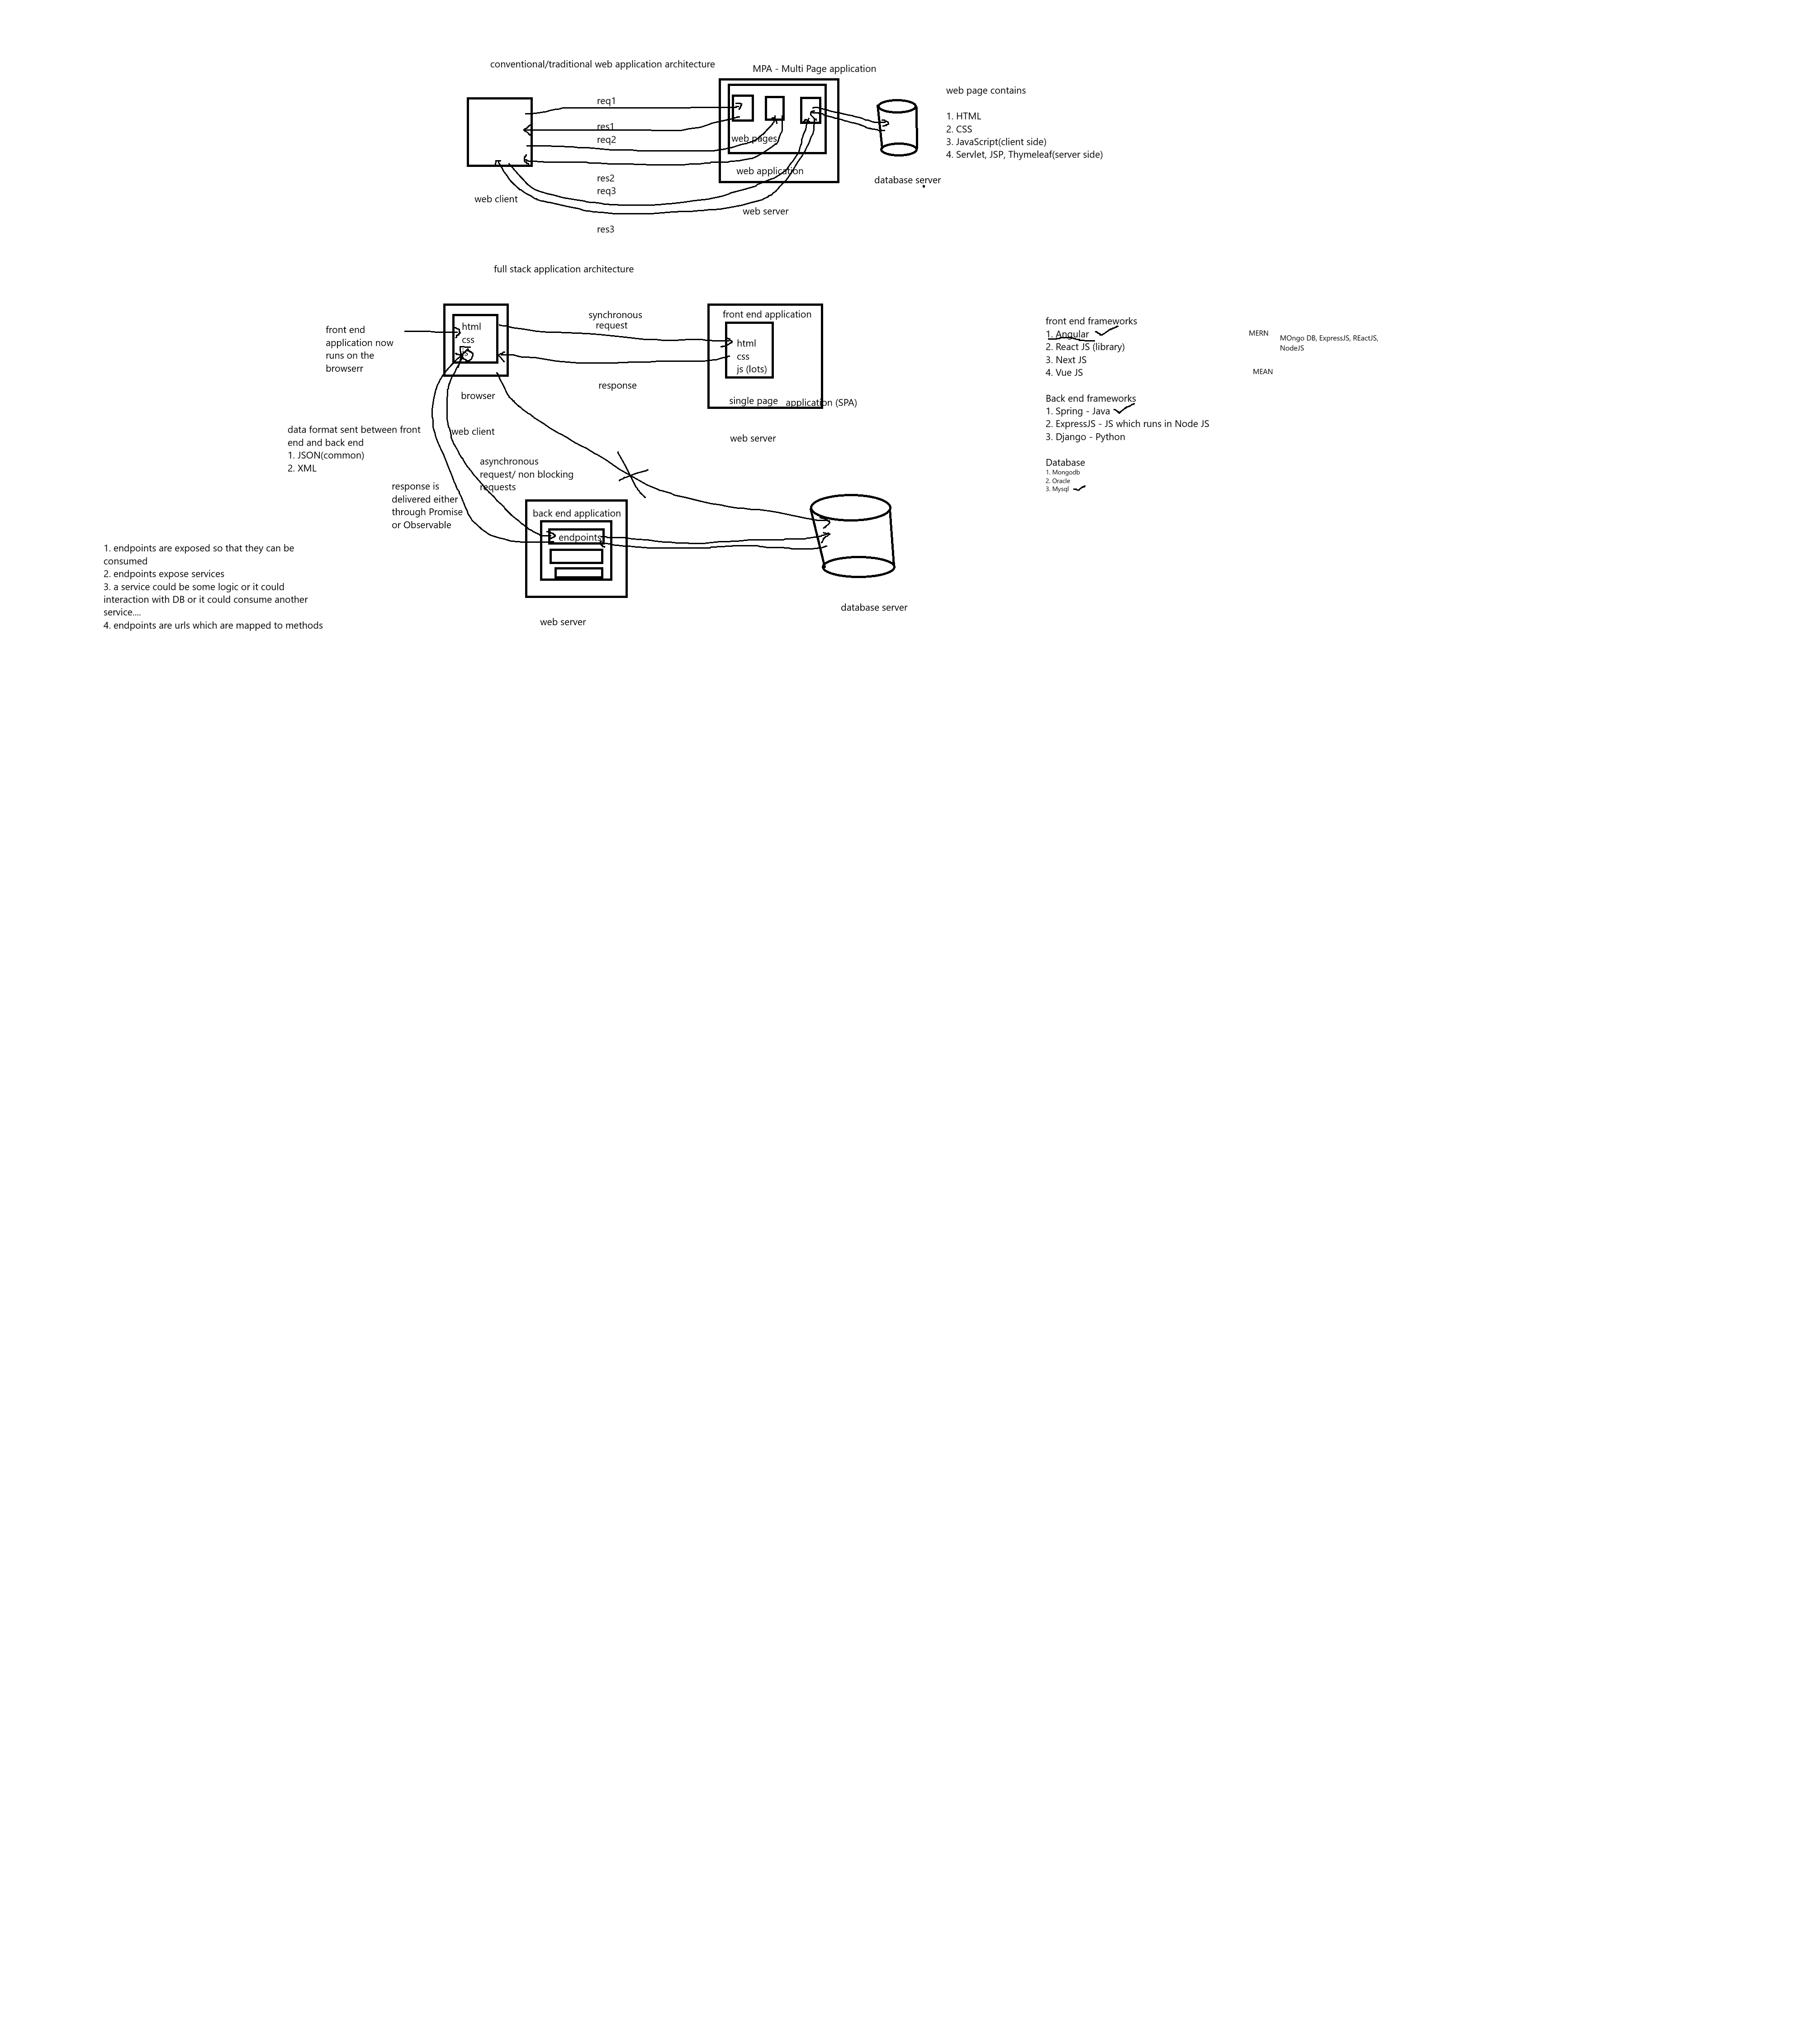 conventional/traditional web application architecture
MPA - Multi Page application
web page contains
1. HTML
2. CSS
3. JavaScript(client side)
4. Servlet, JSP, Thymeleaf(server side)
req1
res1
req2
res2
req3
res3
web pages
web application
web client
web server
database server
full stack application architecture
front end
application now
runs on the
browserr
html
css
js
browser
web client
synchronous
request
response
front end application
html
css
js (lots)
single page
application (SPA)
web server
front end frameworks
1. Angular
2. React JS (library)
3. Next JS
4. Vue JS
MERN
MOngo DB, ExpressJS, REactJS,
NodeJS
MEAN
Back end frameworks
1. Spring - Java
2. ExpressJS - JS which runs in Node JS
3. Django - Python
Database
1. Mongodb
2. Oracle
3. Mysql
data format sent between front
end and back end
1. JSON(common)
2. XML
asynchronous
request/ non blocking
requests
response is
delivered either
through Promise
or Observable
back end application
endpoints
web server
database server
1. endpoints are exposed so that they can be
consumed
2. endpoints expose services
3. a service could be some logic or it could
interaction with DB or it could consume another
service....
4. endpoints are urls which are mapped to methods